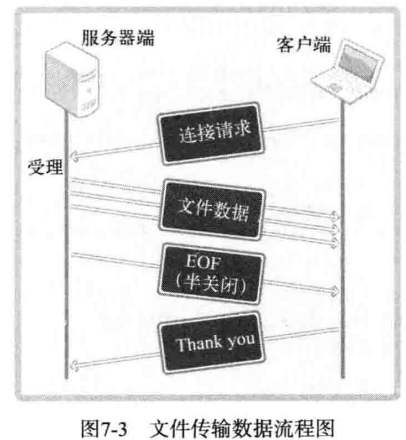 服务器端
客户端
连接请求
受理
文件数据
EOF
（半关闭）
Thank you
图7-3 文件传输数据流程图